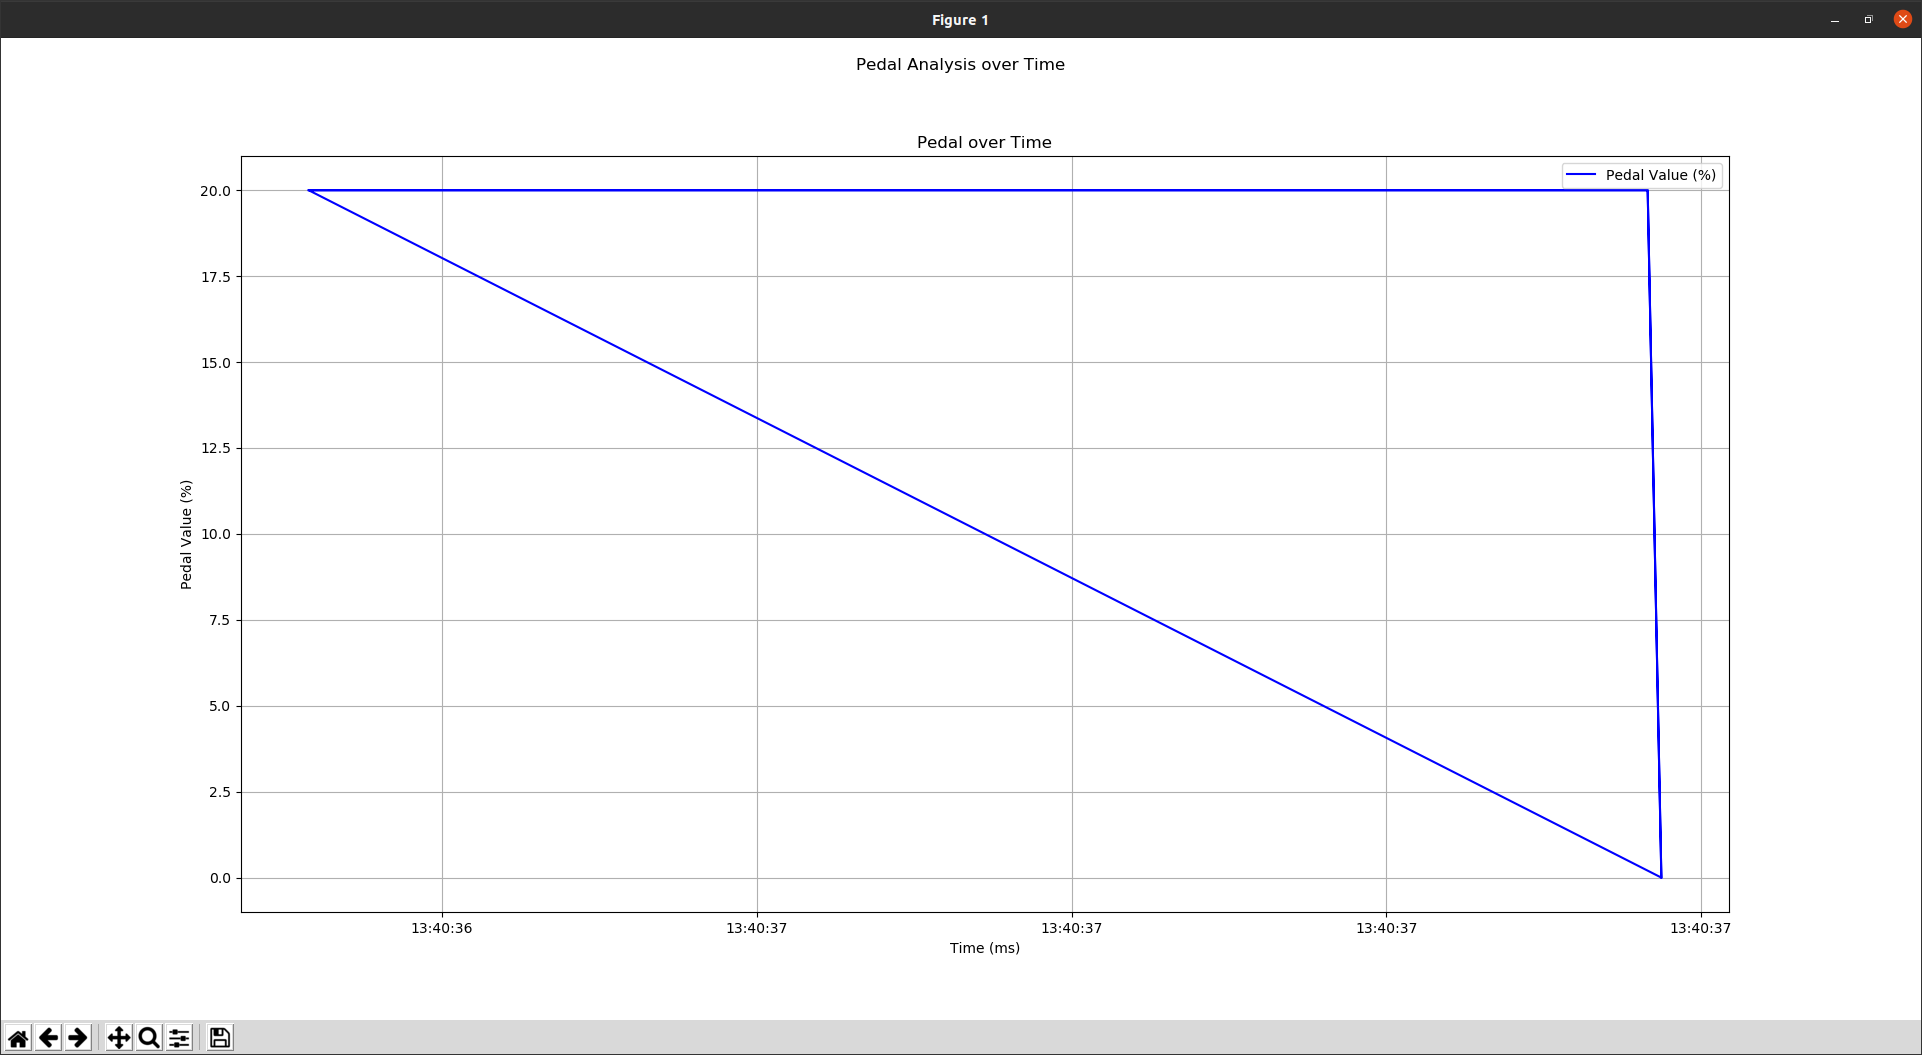 Figure 1
Pedal Analysis over Time
Pedal over Time
Pedal Value (%)
20.0
17.5
15.0
12.5
10.0
7.5
5.0
2.5
0.0
Pedal Value (%)
13:40:36 13:40:37 13:40:37 13:40:37 13:40:37
Time (ms)